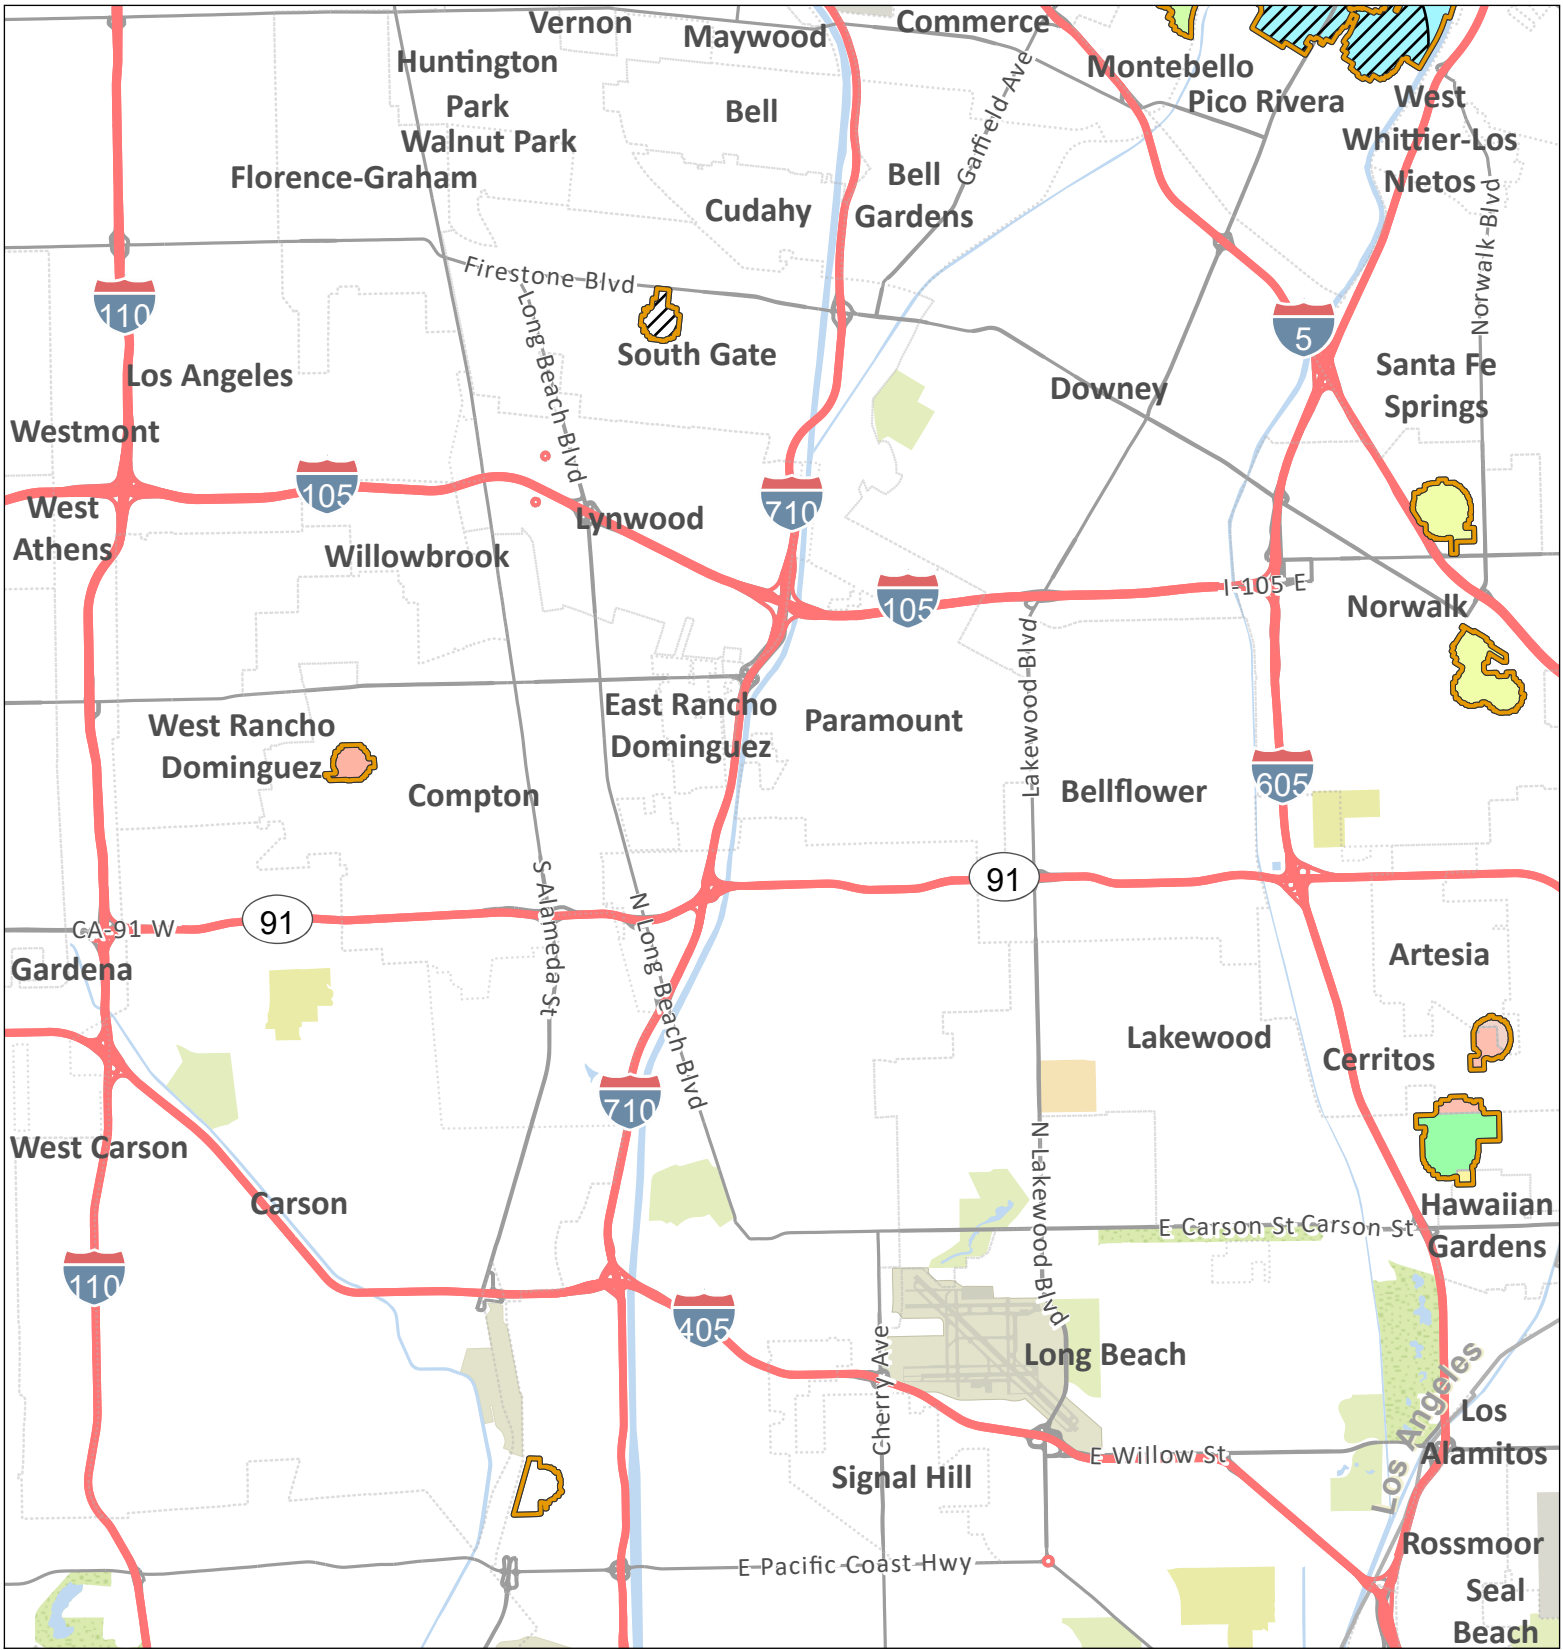 Vernon
Maywood
Commerce
Huntington
Park
Walnut Park
Florence-Graham
Bell
Cudahy
Bell
Gardens
Garfield Ave
Montebello
Pico Rivera
West
Whittier-Los
Nietos
Norwalk Blvd
Firestone Blvd
Long Beach Blvd
South Gate
110
Los Angeles
Westmont
5
Santa Fe
Springs
Downey
105
710
West
Athens
Lynwood
Willowbrook
105
I-105 E
Norwalk
Lakewood Blvd
West Rancho
Dominguez
East Rancho
Dominguez
Paramount
Compton
Bellflower
605
S Alameda St
N Long Beach Blvd
91
91
CA-91 W
Gardena
Artesia
Lakewood
Cerritos
710
West Carson
Carson
N Lakewood Blvd
E Carson St
Carson St
Hawaiian
Gardens
110
405
Cherry Ave
Long Beach
Los Angeles
Los
Alamitos
E Willow St
Signal Hill
Rossmoor
E Pacific Coast Hwy
Seal
Beach